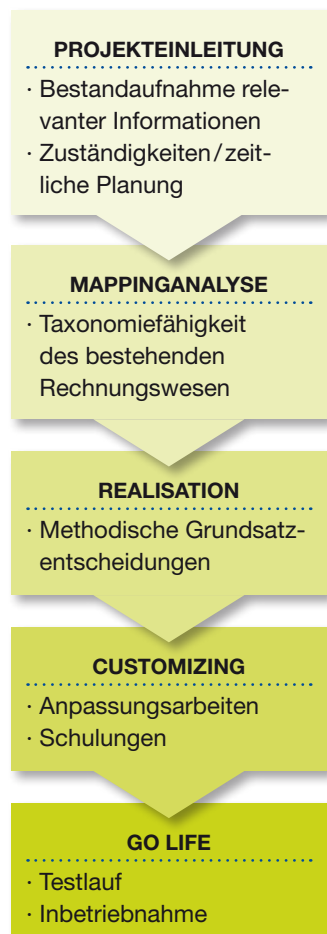 PROJEKTEINLEITUNG
· Bestandaufnahme rele-
vanter Informationen
· Zuständigkeiten/zeit-
liche Planung
MAPPINGANALYSE
· Taxonomiefähigkeit
des bestehenden
Rechnungswesen
REALISATION
· Methodische Grundsatz-
entscheidungen
CUSTOMIZING
· Anpassungsarbeiten
· Schulungen
GO LIFE
· Testlauf
· Inbetriebnahme